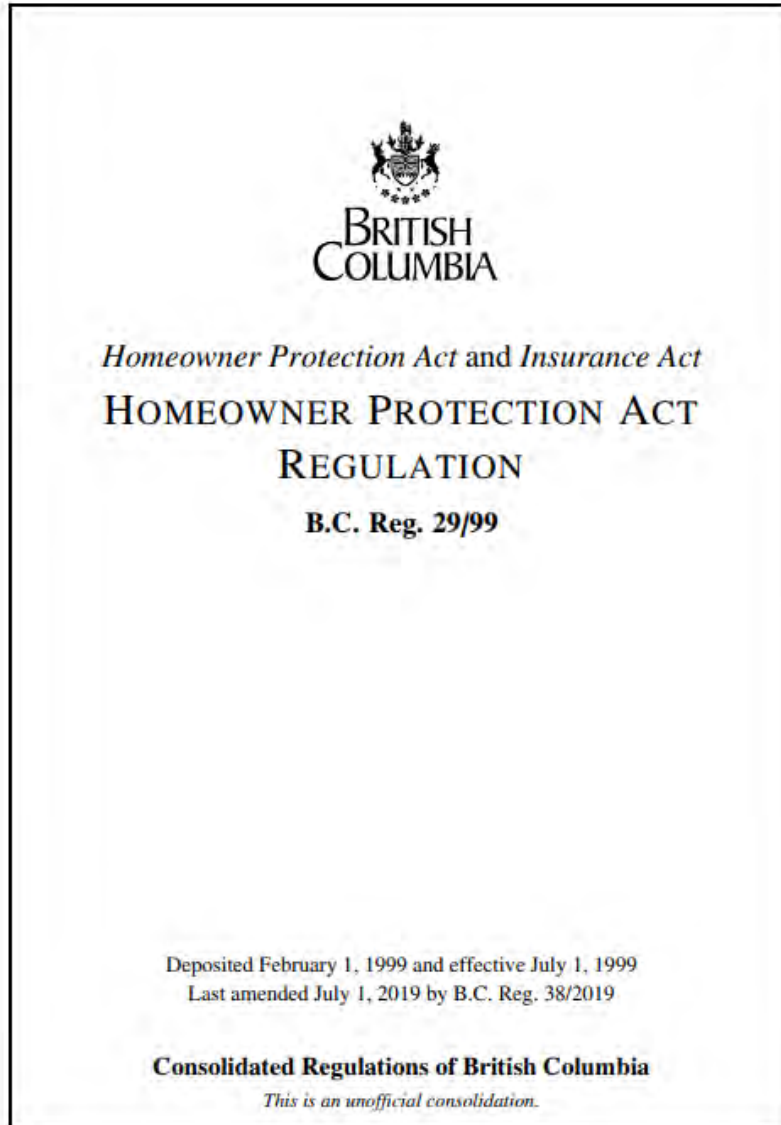 BRITISH
COLUMBIA
Homeowner Protection Act and Insurance Act
HOMEOWNER PROTECTION ACT
REGULATION
B.C. Reg. 29/99
Deposited February 1, 1999 and effective July 1, 1999
Last amended July 1, 2019 by B.C. Reg. 38/2019
Consolidated Regulations of British Columbia
This is an unofficial consolidation.